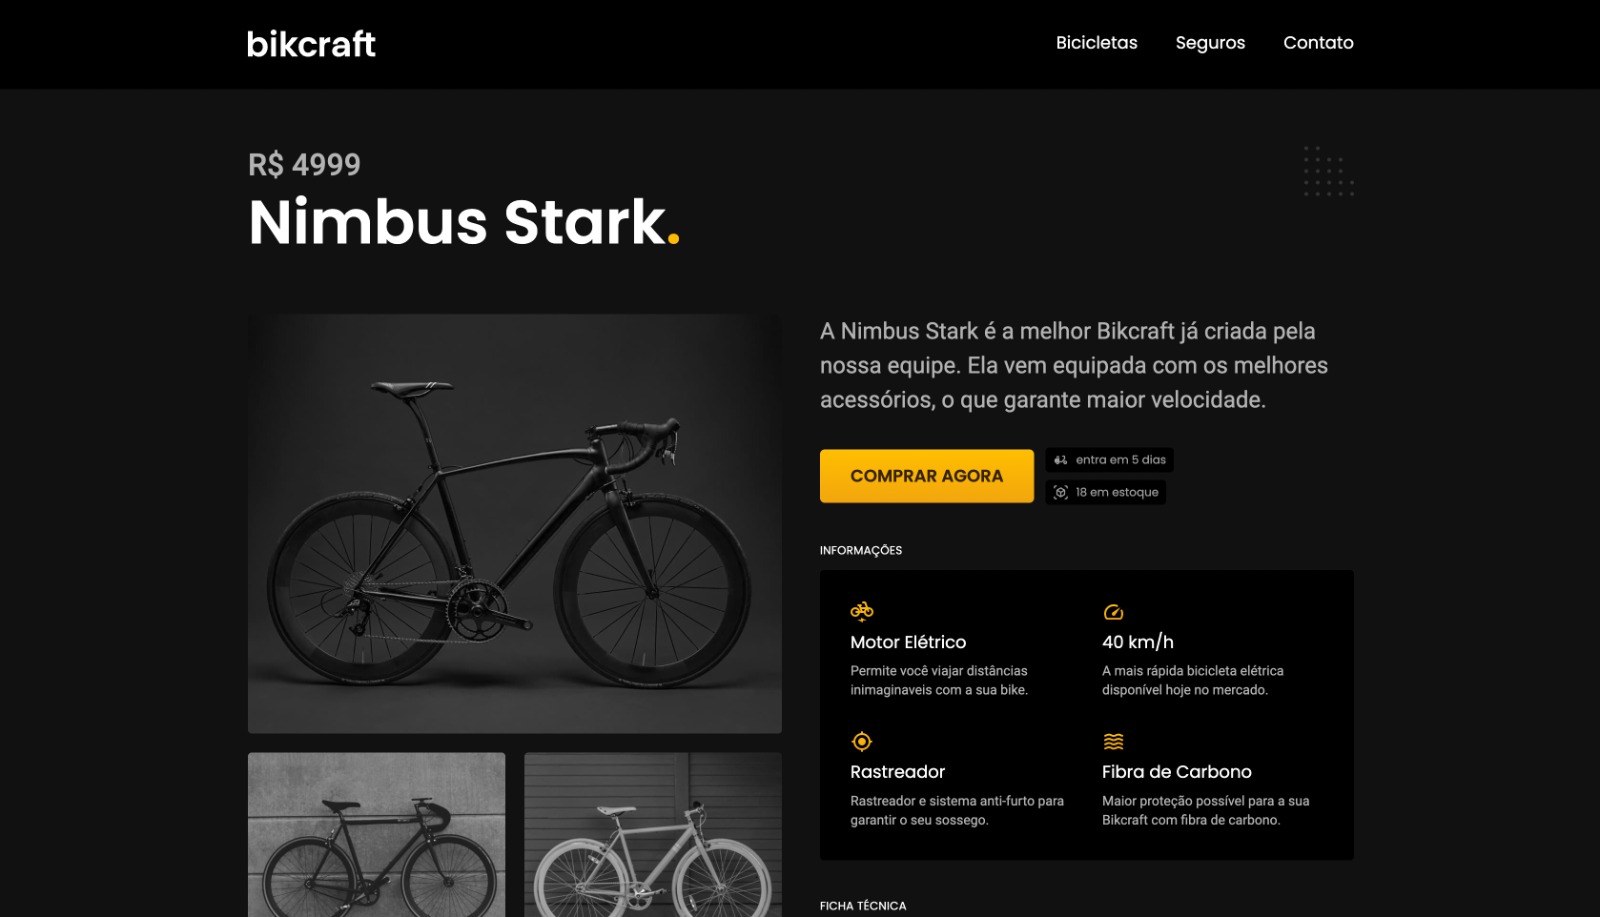 bikcraft
Bicicletas
Seguros
Contato
R$ 4999
Nimbus Stark.
A Nimbus Stark é a melhor Bikcraft já criada pela
nossa equipe. Ela vem equipada com os melhores
acessórios, o que garante maior velocidade.
COMPRAR AGORA
entra em 5 dias
18 em estoque
INFORMAÇÕES
Motor Elétrico
Permite você viajar distâncias
inimaginaveis com a sua bike.
40 km/h
A mais rápida bicicleta elétrica
disponível hoje no mercado.
Rastreador
Rastreador e sistema anti-furto para
garantir o seu sossego.
Fibra de Carbono
Maior proteção possível para a sua
Bikcraft com fibra de carbono.
FICHA TÉCNICA